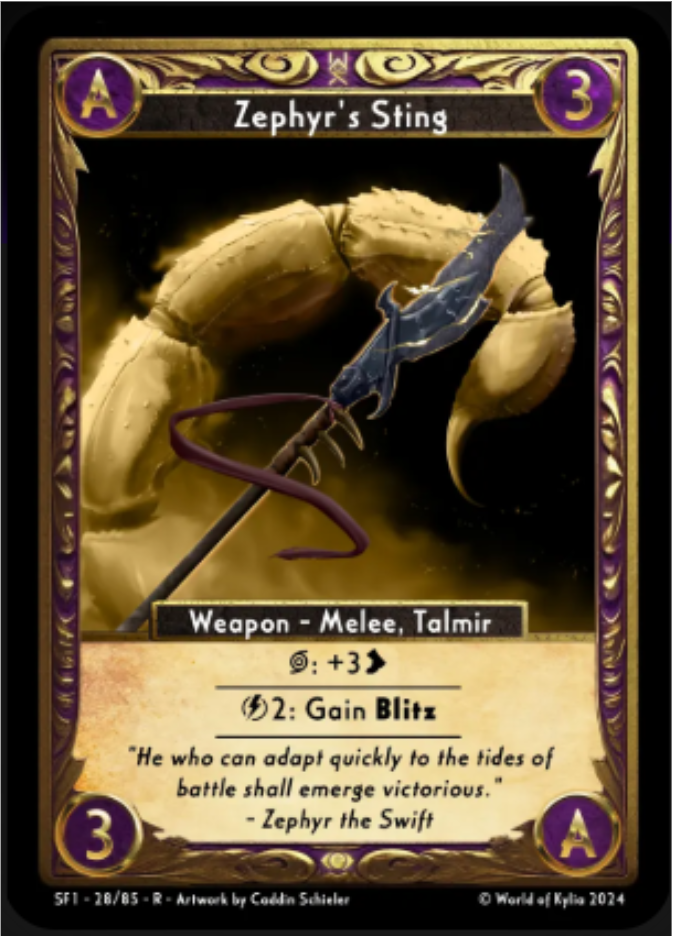 A
3
Zephyr's Sting
Weapon - Melee, Talmir
: +3
2: Gain Blitz
"He who can adapt quickly to the tides of
battle shall emerge victorious."
- Zephyr the Swift
3
A
SF1 - 28/85 - R - Artwork by Caddin Schieler
© World of Kylia 2024